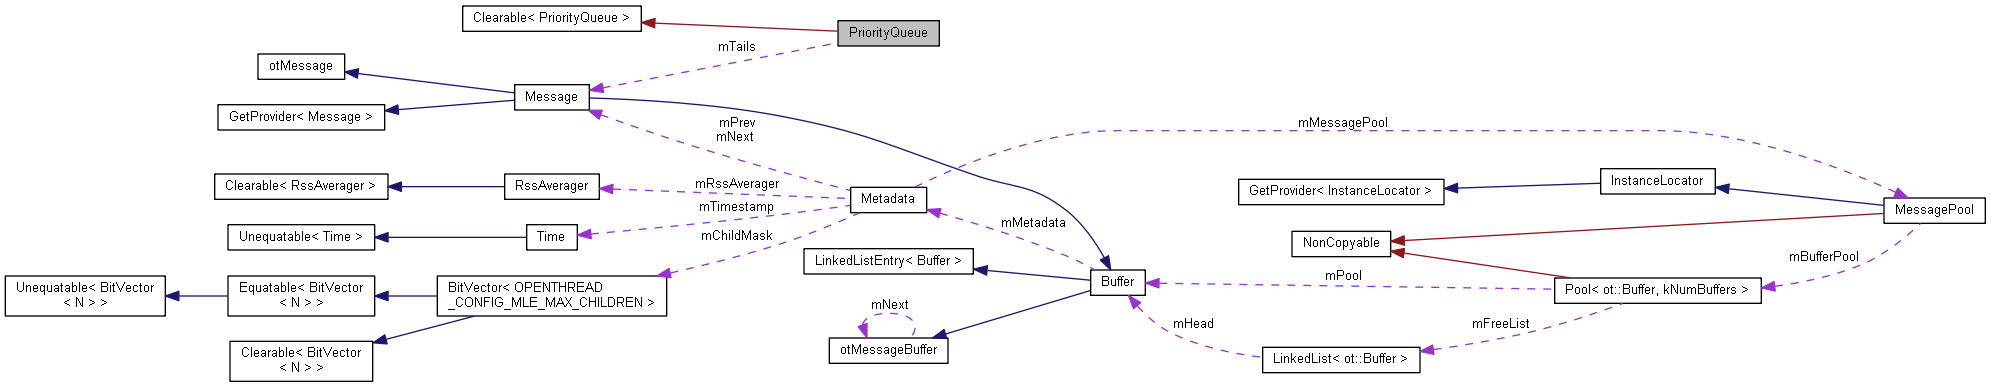 Clearable< PriorityQueue >
PriorityQueue
mTails
otMessage
Message
GetProvider< Message >
mPrev
mNext
mMessagePool
Clearable< RssAverager >
RssAverager
mRssAverager
mTimestamp
Metadata
GetProvider< InstanceLocator >
InstanceLocator
MessagePool
Unequatable< Time >
Time
mChildMask
mMetadata
NonCopyable
mBufferPool
LinkedListEntry< Buffer >
Buffer
mPool
Pool< ot::Buffer, kNumBuffers >
Unequatable< BitVector
< N > >
Equatable< BitVector
< N > >
BitVector< OPENTHREAD
_CONFIG_MLE_MAX_CHILDREN >
mNext
mHead
mFreeList
Clearable< BitVector
< N > >
otMessageBuffer
LinkedList< ot::Buffer >